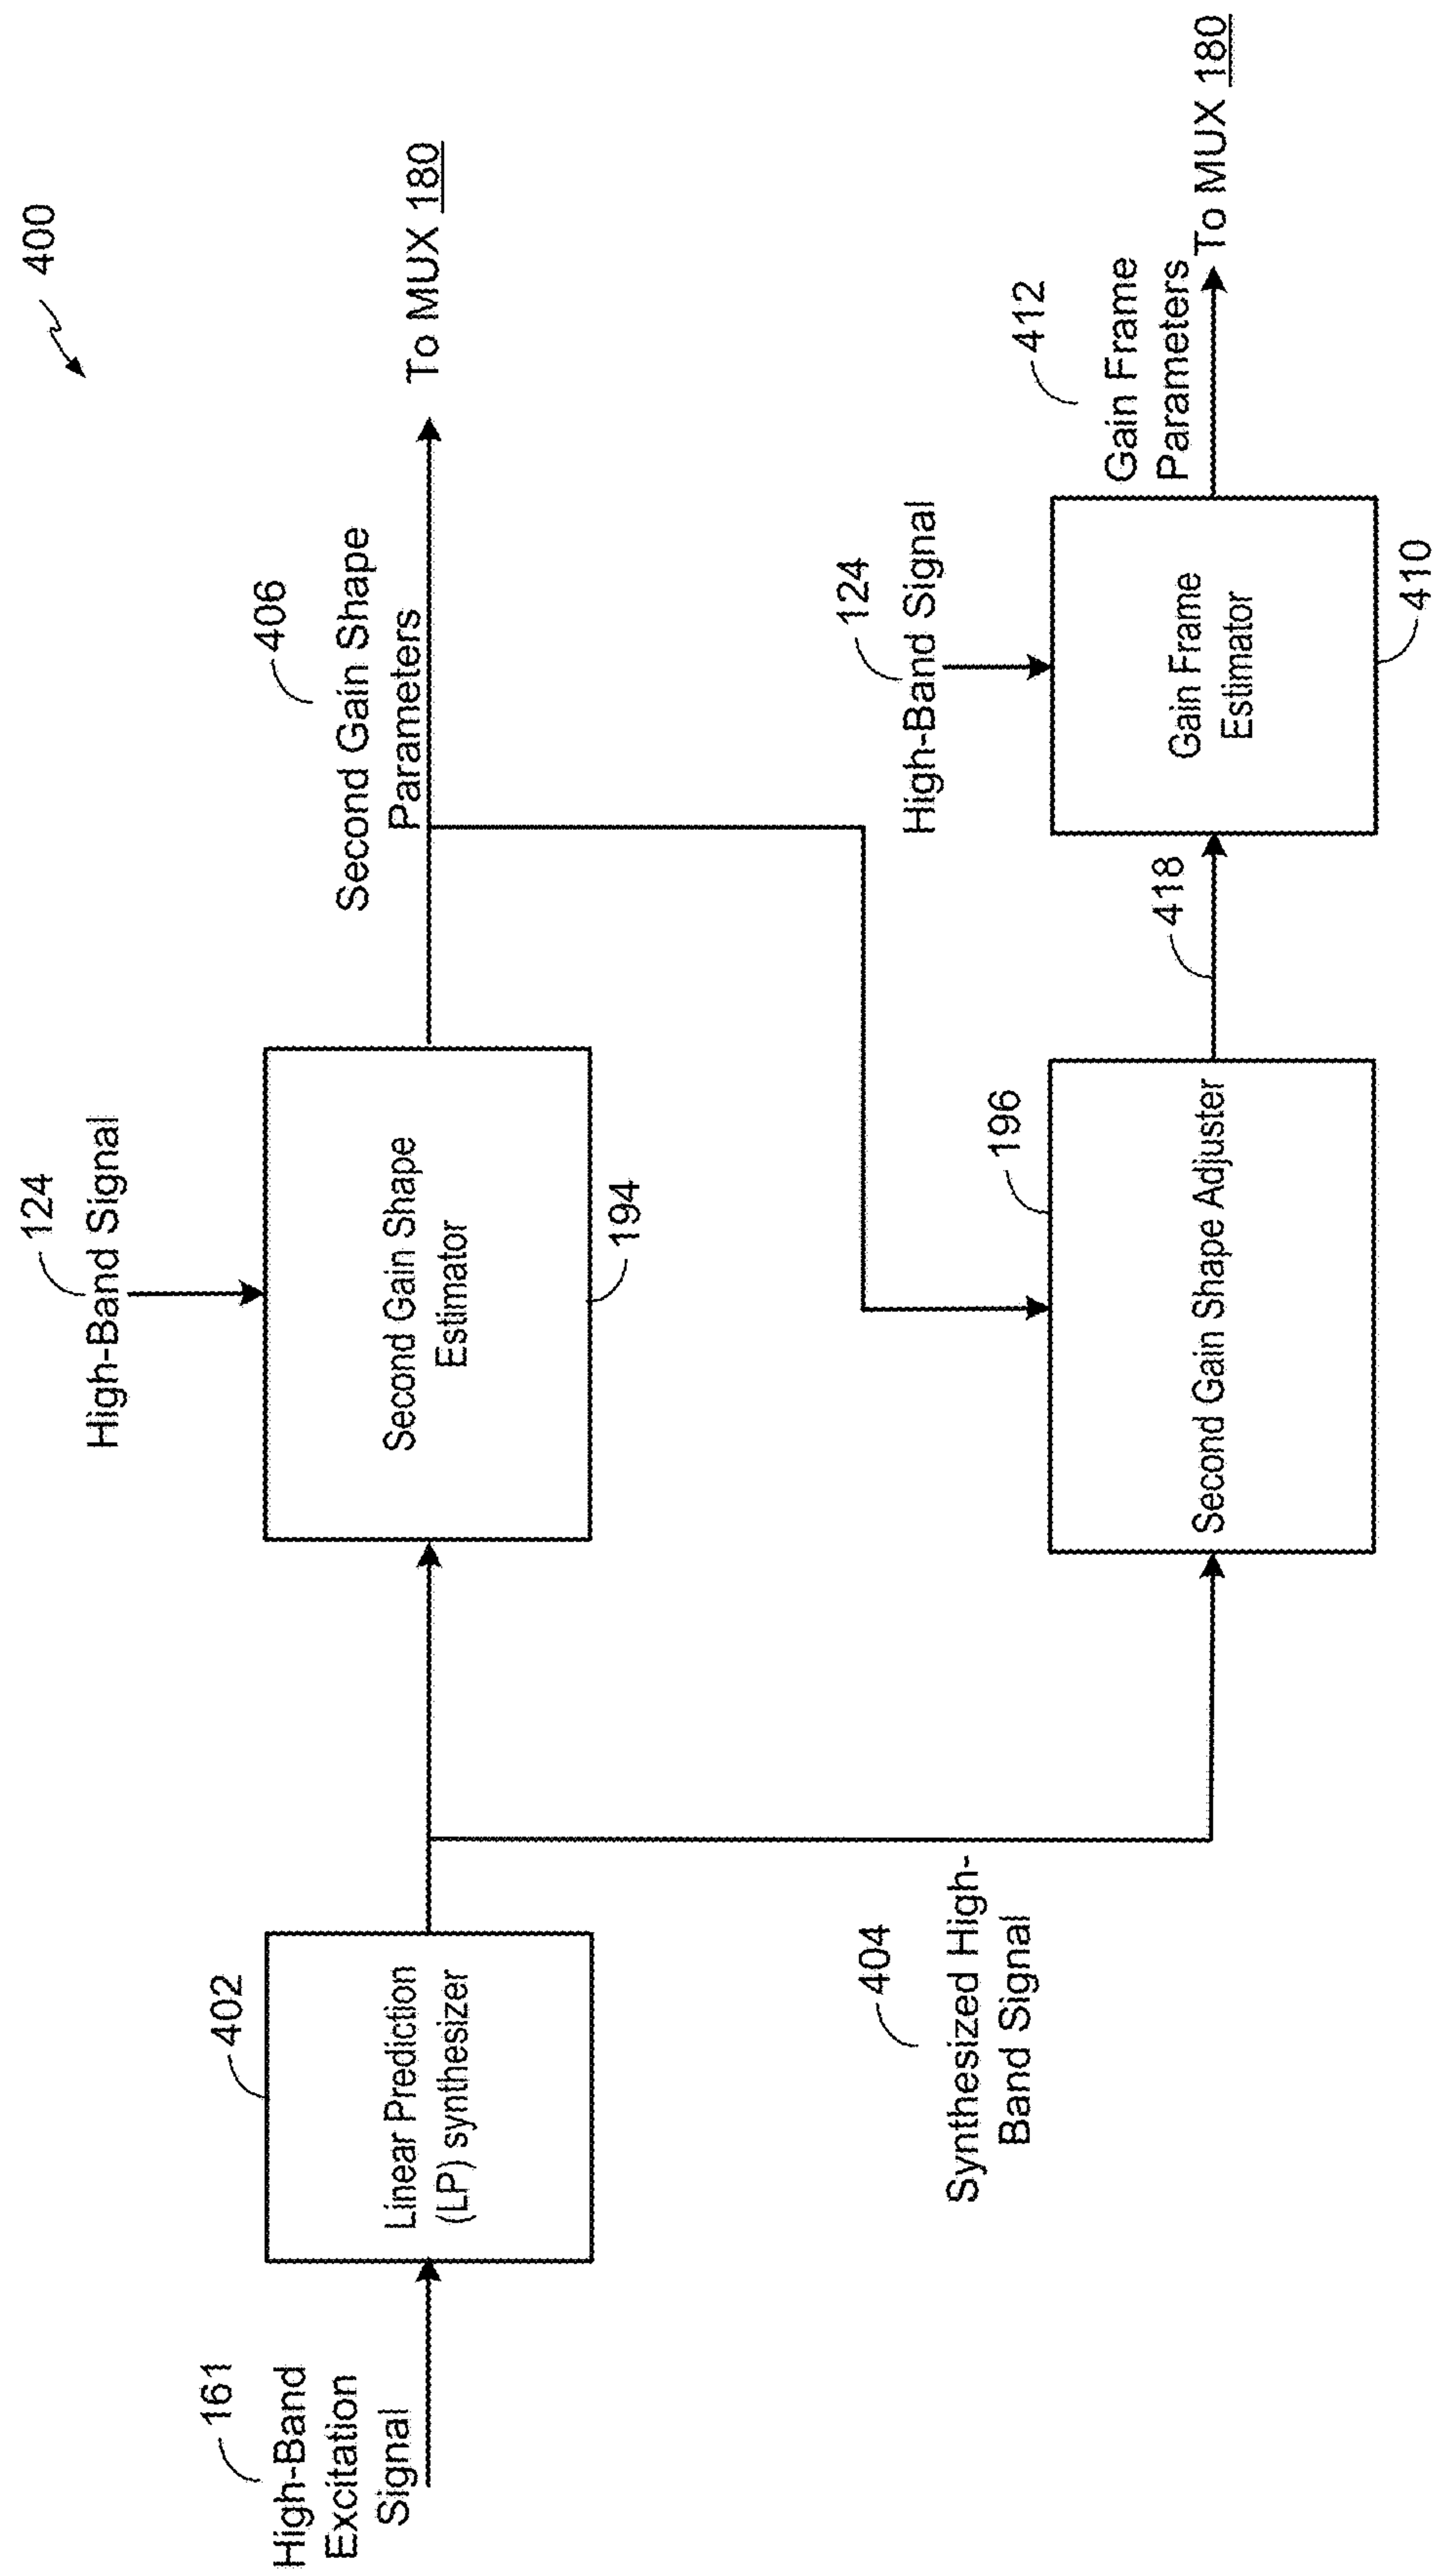 400
161
High-Band
Excitation
Signal
402
Linear Prediction
(LP) synthesizer
404
Synthesized High-
Band Signal
124
High-Band Signal
Second Gain Shape
Estimator
194
406
Second Gain Shape
Parameters
To MUX 180
196
Second Gain Shape Adjuster
418
124
High-Band Signal
Gain Frame
Estimator
410
412
Gain Frame
Parameters
To MUX 180